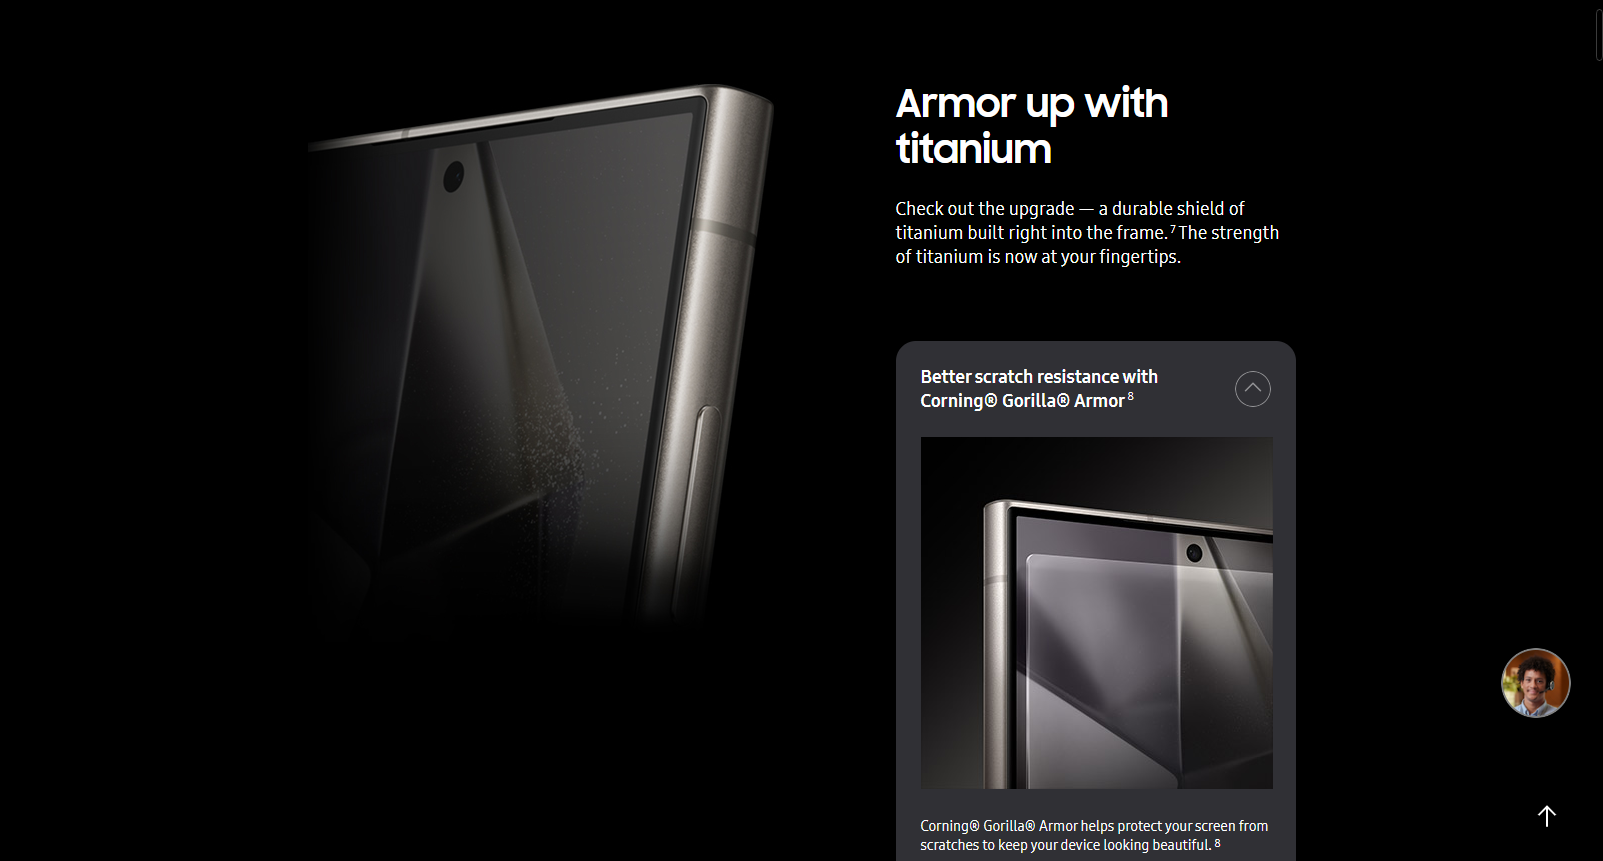 Armor up with
titanium
Check out the upgrade — a durable shield of
titanium built right into the frame.⁷ The strength
of titanium is now at your fingertips.
Better scratch resistance with
Corning® Gorilla® Armor⁸
Corning® Gorilla® Armor helps protect your screen from
scratches to keep your device looking beautiful.⁸